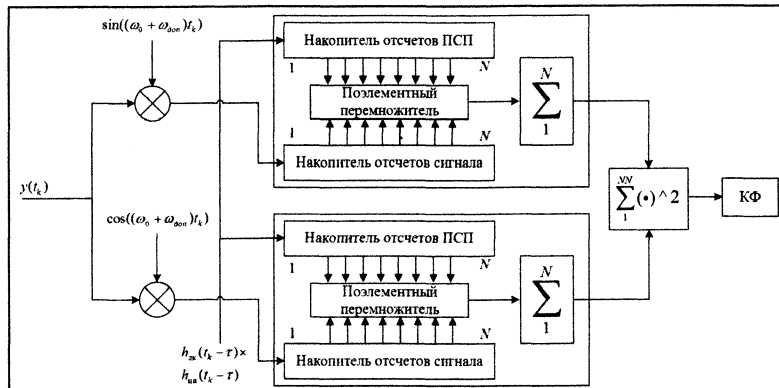 sin((ω₀ + ω_доп)t_k)
Накопитель отсчетов ПСП
1 N
Поэлементный
перемножитель
1 N
Накопитель отсчетов сигнала
N
∑
1
y(t_k)
NN
∑(•)^2
1
КФ
cos((ω₀ + ω_доп)t_k)
Накопитель отсчетов ПСП
1 N
Поэлементный
перемножитель
1 N
Накопитель отсчетов сигнала
N
∑
1
h_дк(t_k − τ)×
h_цк(t_k − τ)